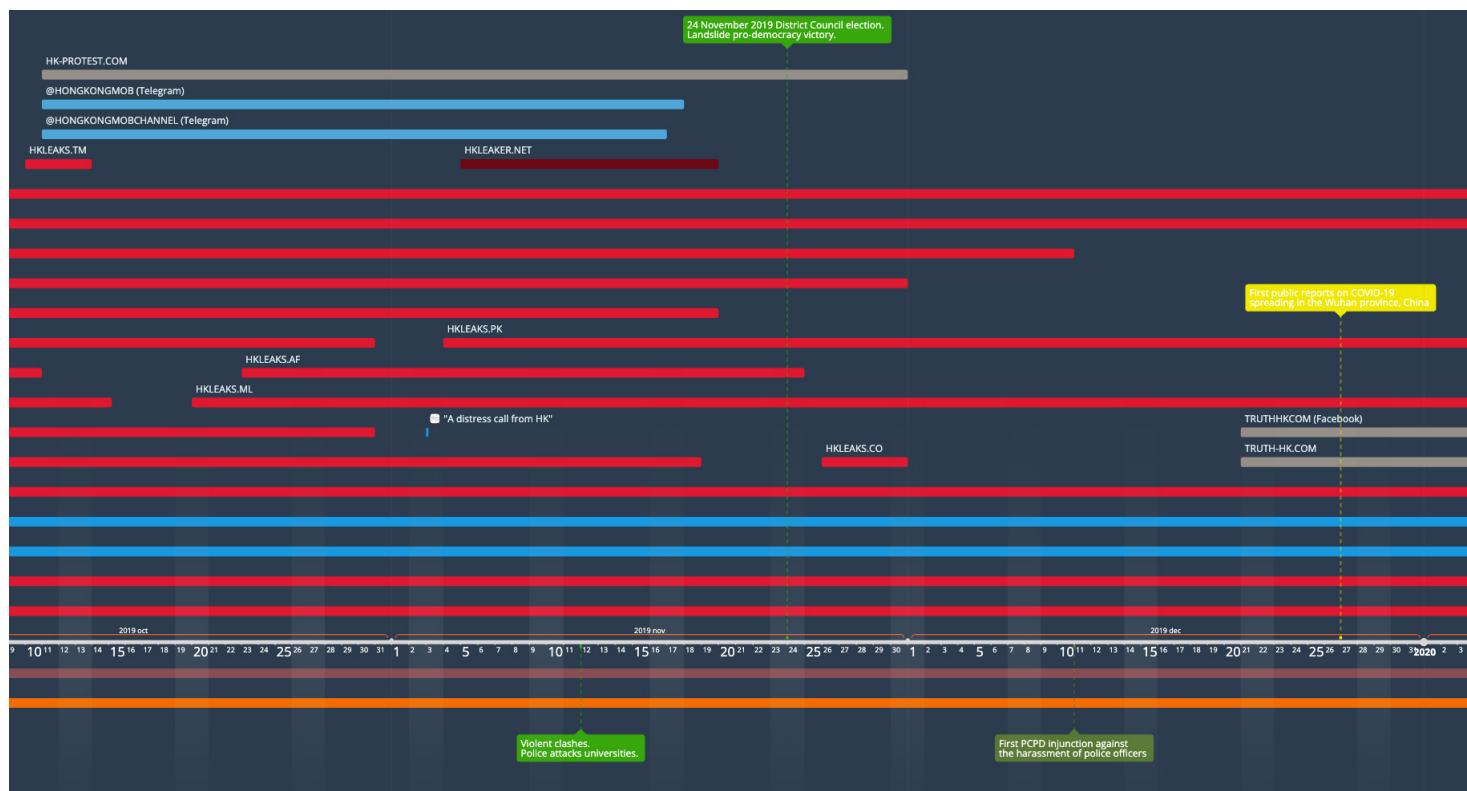 24 November 2019 District Council election.
Landslide pro-democracy victory.
HK-PROTEST.COM
@HONGKONGMOB (Telegram)
@HONGKONGMOBCHANNEL (Telegram)
HKLEAKS.TM
HKLEAKER.NET
First public reports on COVID-19
spreading in the Wuhan province, China
HKLEAKS.PK
HKLEAKS.AF
HKLEAKS.ML
"A distress call from HK"
TRUTHHKCOM (Facebook)
HKLEAKS.CO
TRUTH-HK.COM
2019 oct
2019 nov
2019 dec
9 10 11 12 13 14 15 16 17 18 19 20 21 22 23 24 25 26 27 28 29 30 31 1 2 3 4 5 6 7 8 9 10 11 12 13 14 15 16 17 18 19 20 21 22 23 24 25 26 27 28 29 30 1 2 3 4 5 6 7 8 9 10 11 12 13 14 15 16 17 18 19 20 21 22 23 24 25 26 27 28 29 30 31 2020 2 3
Violent clashes.
Police attacks universities.
First PCPD injunction against
the harassment of police officers